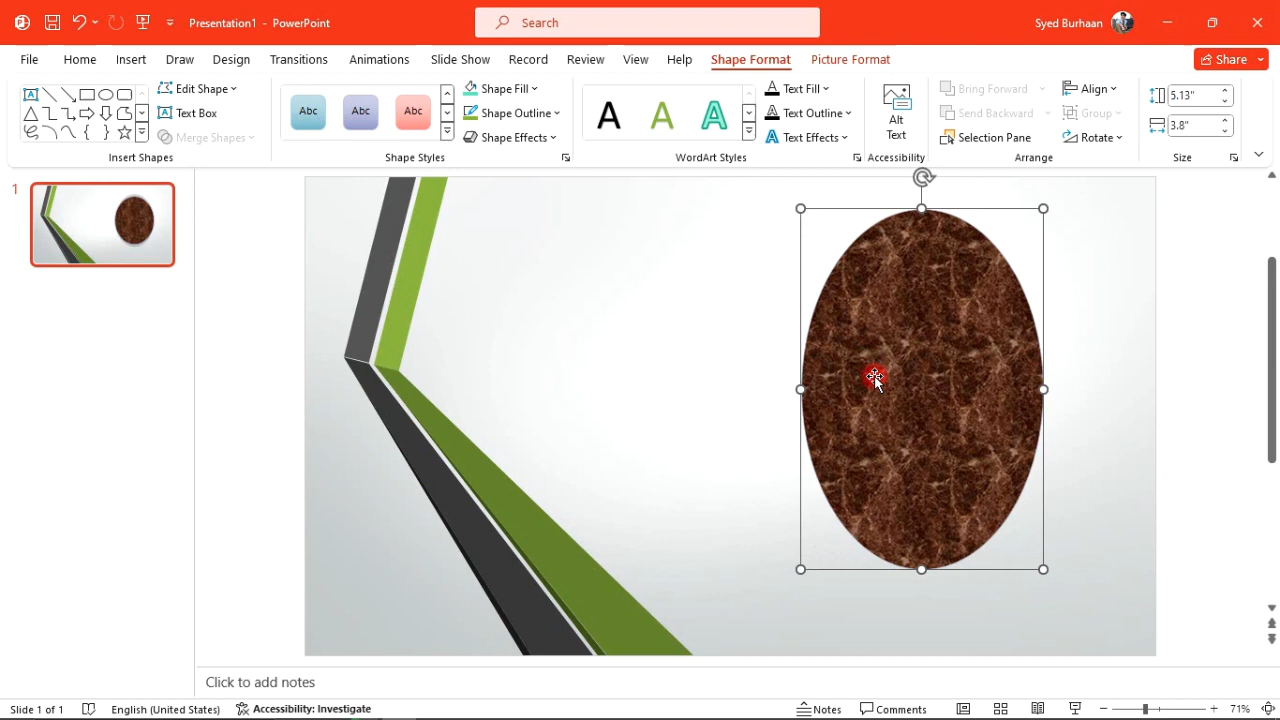 Presentation1 - PowerPoint
Search
Syed Burhaan
File Home Insert Draw Design Transitions Animations Slide Show Record Review View Help Shape Format Picture Format
Share
Edit Shape
Text Box
Merge Shapes
Insert Shapes
Abc Abc Abc
Shape Fill
Shape Outline
Shape Effects
Shape Styles
A A A
Text Fill
Text Outline
Text Effects
WordArt Styles
Alt
Text
Accessibility
Bring Forward
Send Backward
Selection Pane
Align
Group
Rotate
Arrange
5.13"
3.8"
Size
1
Click to add notes
Slide 1 of 1 English (United States) Accessibility: Investigate Notes Comments 71%